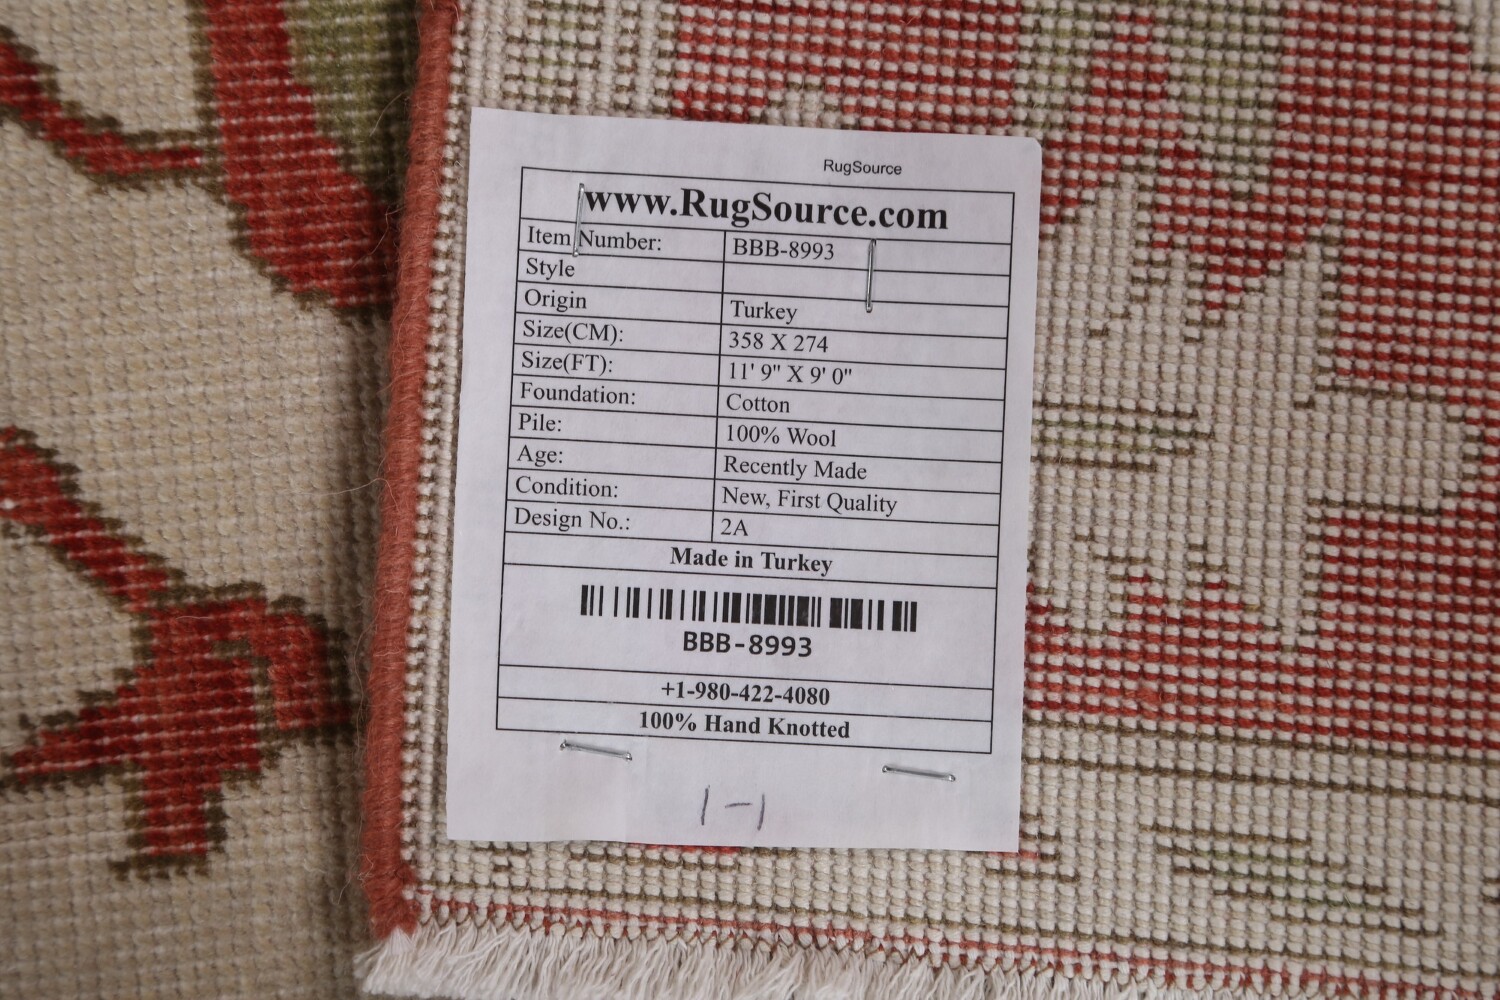 RugSource
www.RugSource.com
Item Number: BBB-8993
Style
Origin Turkey
Size(CM): 358 X 274
Size(FT): 11' 9" X 9' 0"
Foundation: Cotton
Pile: 100% Wool
Age: Recently Made
Condition: New, First Quality
Design No.: 2A
Made in Turkey
BBB-8993
+1-980-422-4080
100% Hand Knotted
1-1